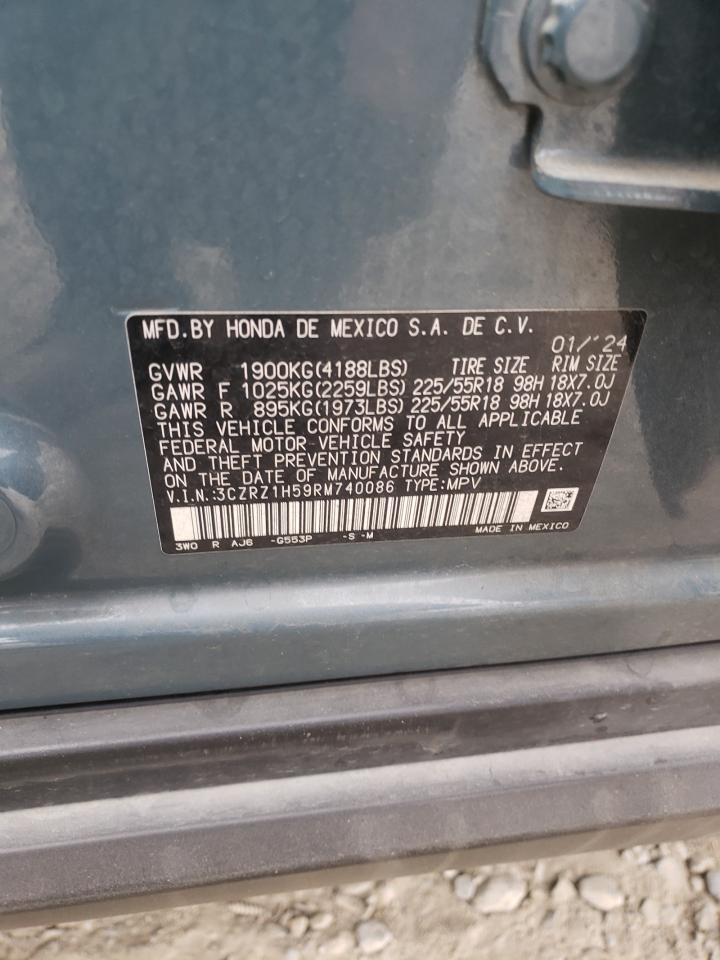 MFD.BY HONDA DE MEXICO S.A. DE C.V.
01/'24
GVWR 1900KG(4188LBS) TIRE SIZE RIM SIZE
GAWR F 1025KG(2259LBS) 225/55R18 98H 18X7.0J
GAWR R 895KG(1973LBS) 225/55R18 98H 18X7.0J
THIS VEHICLE CONFORMS TO ALL APPLICABLE
FEDERAL MOTOR-VEHICLE SAFETY
AND THEFT PREVENTION STANDARDS IN EFFECT
ON THE DATE OF MANUFACTURE SHOWN ABOVE.
V.I.N.:3CZRZ1H59RM740086 TYPE:MPV
3W0 R AJ6 -G553P -S -M MADE IN MEXICO